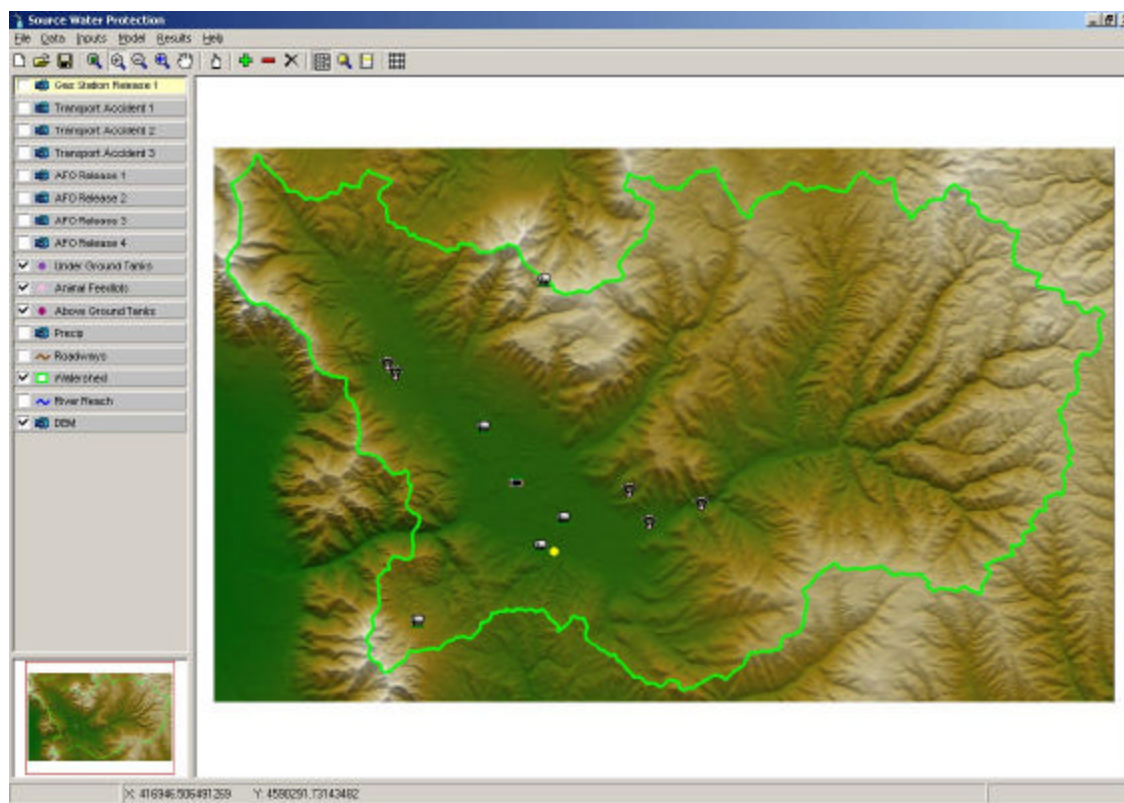 Source Water Protection
File Data Inputs Model Results Help
Gas Station Release 1
Transport Accident 1
Transport Accident 2
Transport Accident 3
AFO Release 1
AFO Release 2
AFO Release 3
AFO Release 4
Under Ground Tanks
Animal Feedlots
Above Ground Tanks
Precip
Roadways
Watershed
River Reach
DEM
X: 416946.506491269 Y: 4590291.73143482